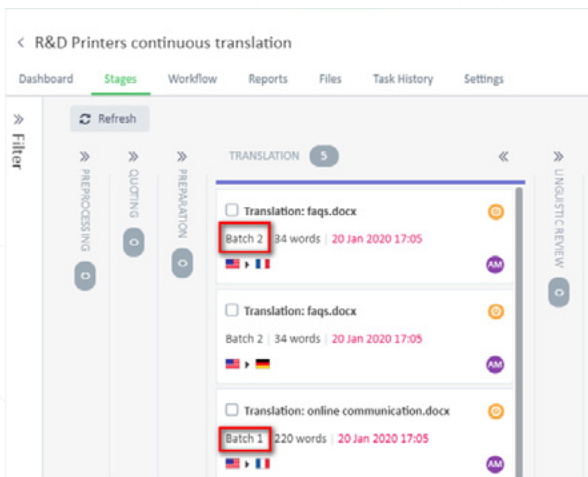 R&D Printers continuous translation
Dashboard Stages Workflow Reports Files Task History Settings
Filter
Refresh
PREPROCESSING 0
QUOTING 0
PREPARATION 0
TRANSLATION 5
Translation: faqs.docx
Batch 2 | 34 words | 20 Jan 2020 17:05
AM
Translation: faqs.docx
Batch 2 | 34 words | 20 Jan 2020 17:05
AM
Translation: online communication.docx
Batch 1 | 220 words | 20 Jan 2020 17:05
AM
LINGUISTIC REVIEW 0